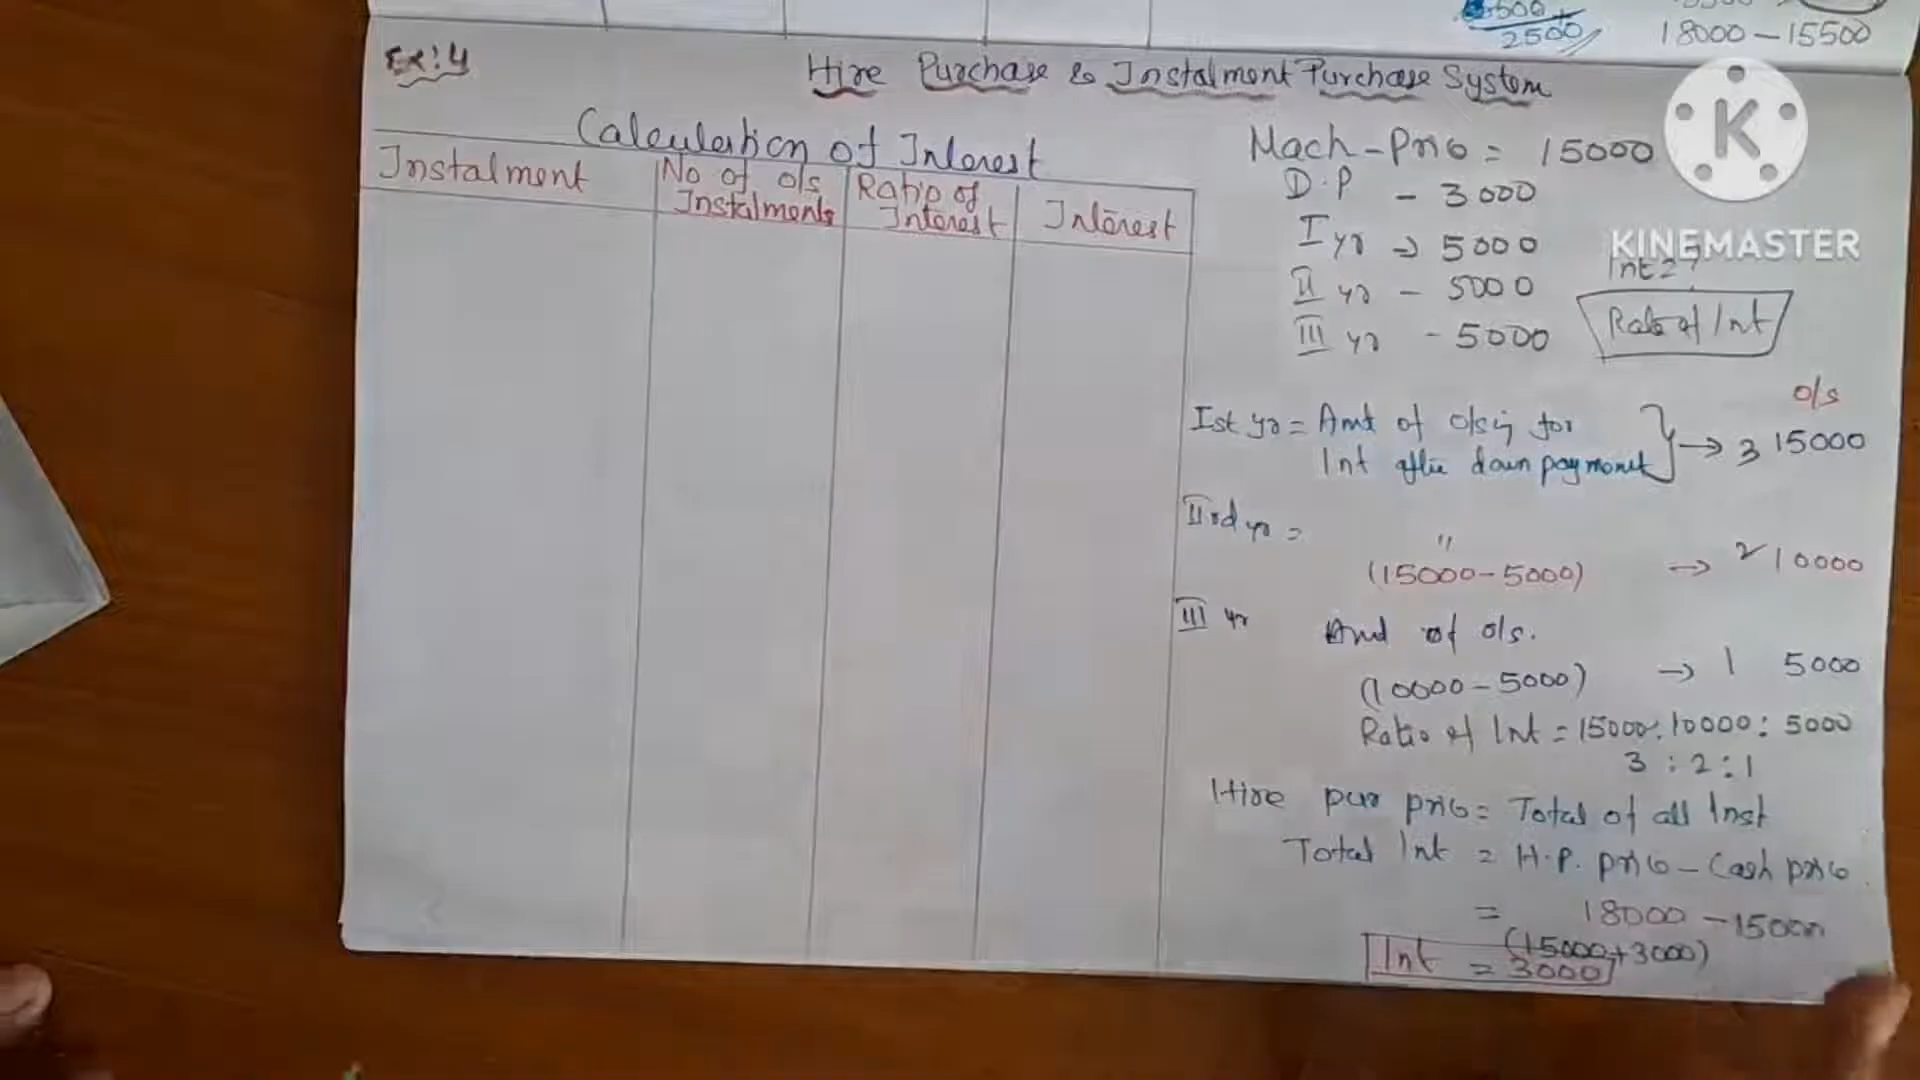 2500
18000 - 15500
Ex: 4
Hire Purchase & Instalment Purchase System
Calculation of Interest
Instalment
No of o/s Instalments
Ratio of Interest
Interest
Mach - Price = 15000
D.P - 3000
I yr → 5000
II yr - 5000
III yr - 5000
Int = ?
Rate of Int
K
KINEMASTER
o/s
Ist yr = Amt of o/sg for
Int after down payment } → 3 15000
IInd yr = "
(15000 - 5000) → 2 10000
III yr Amt of o/s.
(10000 - 5000) → 1 5000
Ratio of Int = 15000 : 10000 : 5000
3 : 2 : 1
Hire pur price = Total of all Inst
Total Int = H.P. price - Cash price
= 18000 - 15000
(15000 + 3000)
Int = 3000